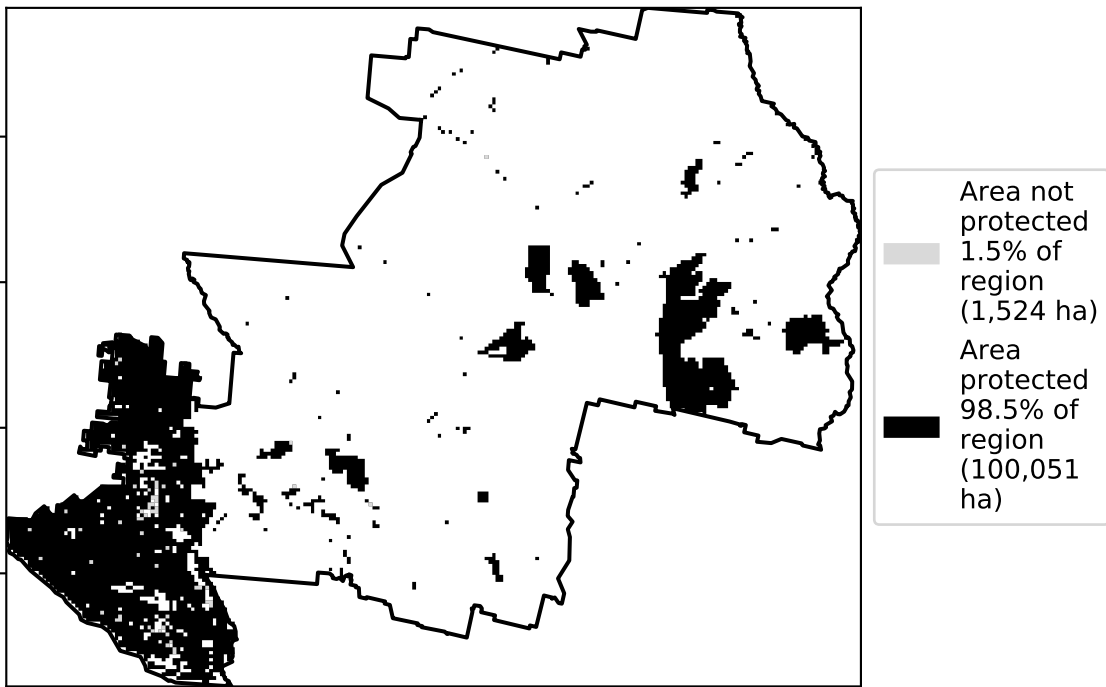 Area not
protected
1.5% of
region
(1,524 ha)
Area
protected
98.5% of
region
(100,051
ha)